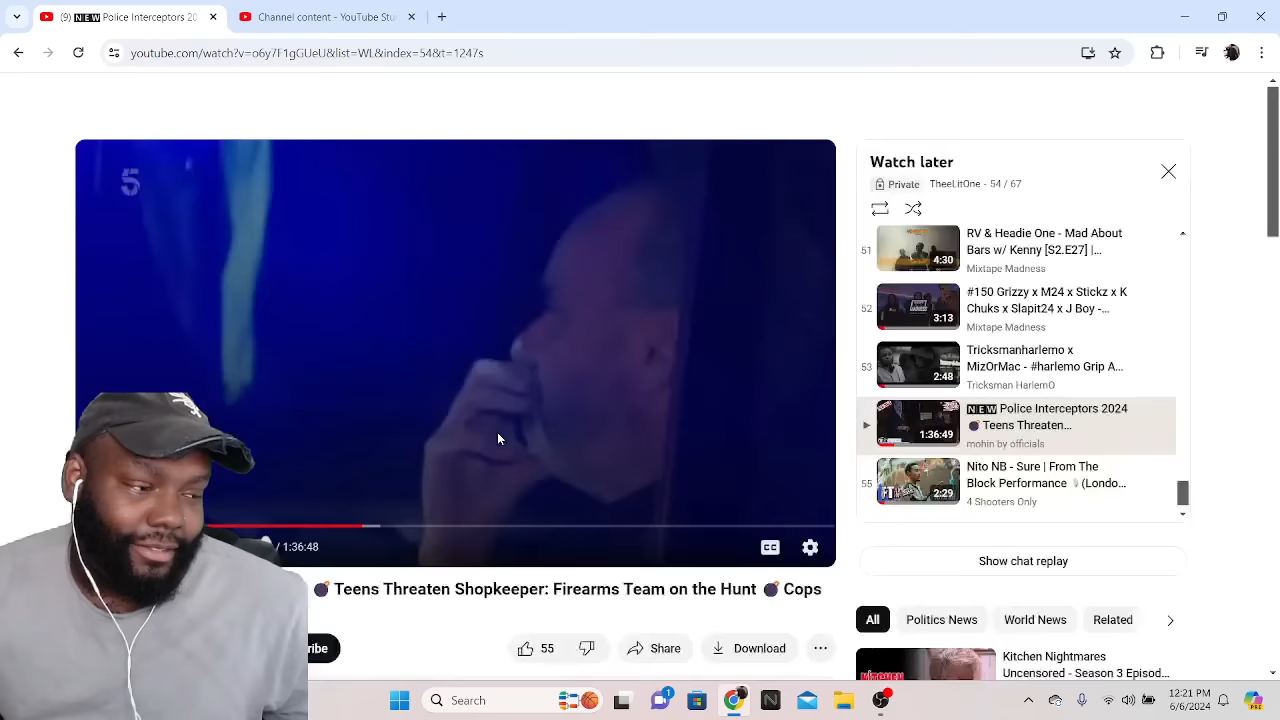 (9) 🅽🅴🆆 Police Interceptors 20
Channel content - YouTube Stu
youtube.com/watch?v=o6y7F1gGUeU&list=WL&index=54&t=1247s
5
/ 1:36:48
CC
💣 Teens Threaten Shopkeeper: Firearms Team on the Hunt 💣 Cops
ribe
55
Share
Download
Watch later
Private
TheeLitOne - 54 / 67
51
4:30
RV & Headie One - Mad About
Bars w/ Kenny [S2.E27] |...
Mixtape Madness
52
3:13
#150 Grizzy x M24 x Stickz x K
Chuks x Slapit24 x J Boy -...
Mixtape Madness
53
2:48
Tricksmanharlemo x
MizOrMac - #harlemo Grip A...
Tricksman HarlemO
1:36:49
🅽🅴🆆 Police Interceptors 2024
💣 Teens Threaten...
mohin by officials
55
2:29
Nito NB - Sure | From The
Block Performance 🎙(Londo...
4 Shooters Only
Show chat replay
All
Politics News
World News
Related
KITCHEN
Kitchen Nightmares
Uncensored - Season 3 Episod...
Search
1
12:21 PM
6/6/2024